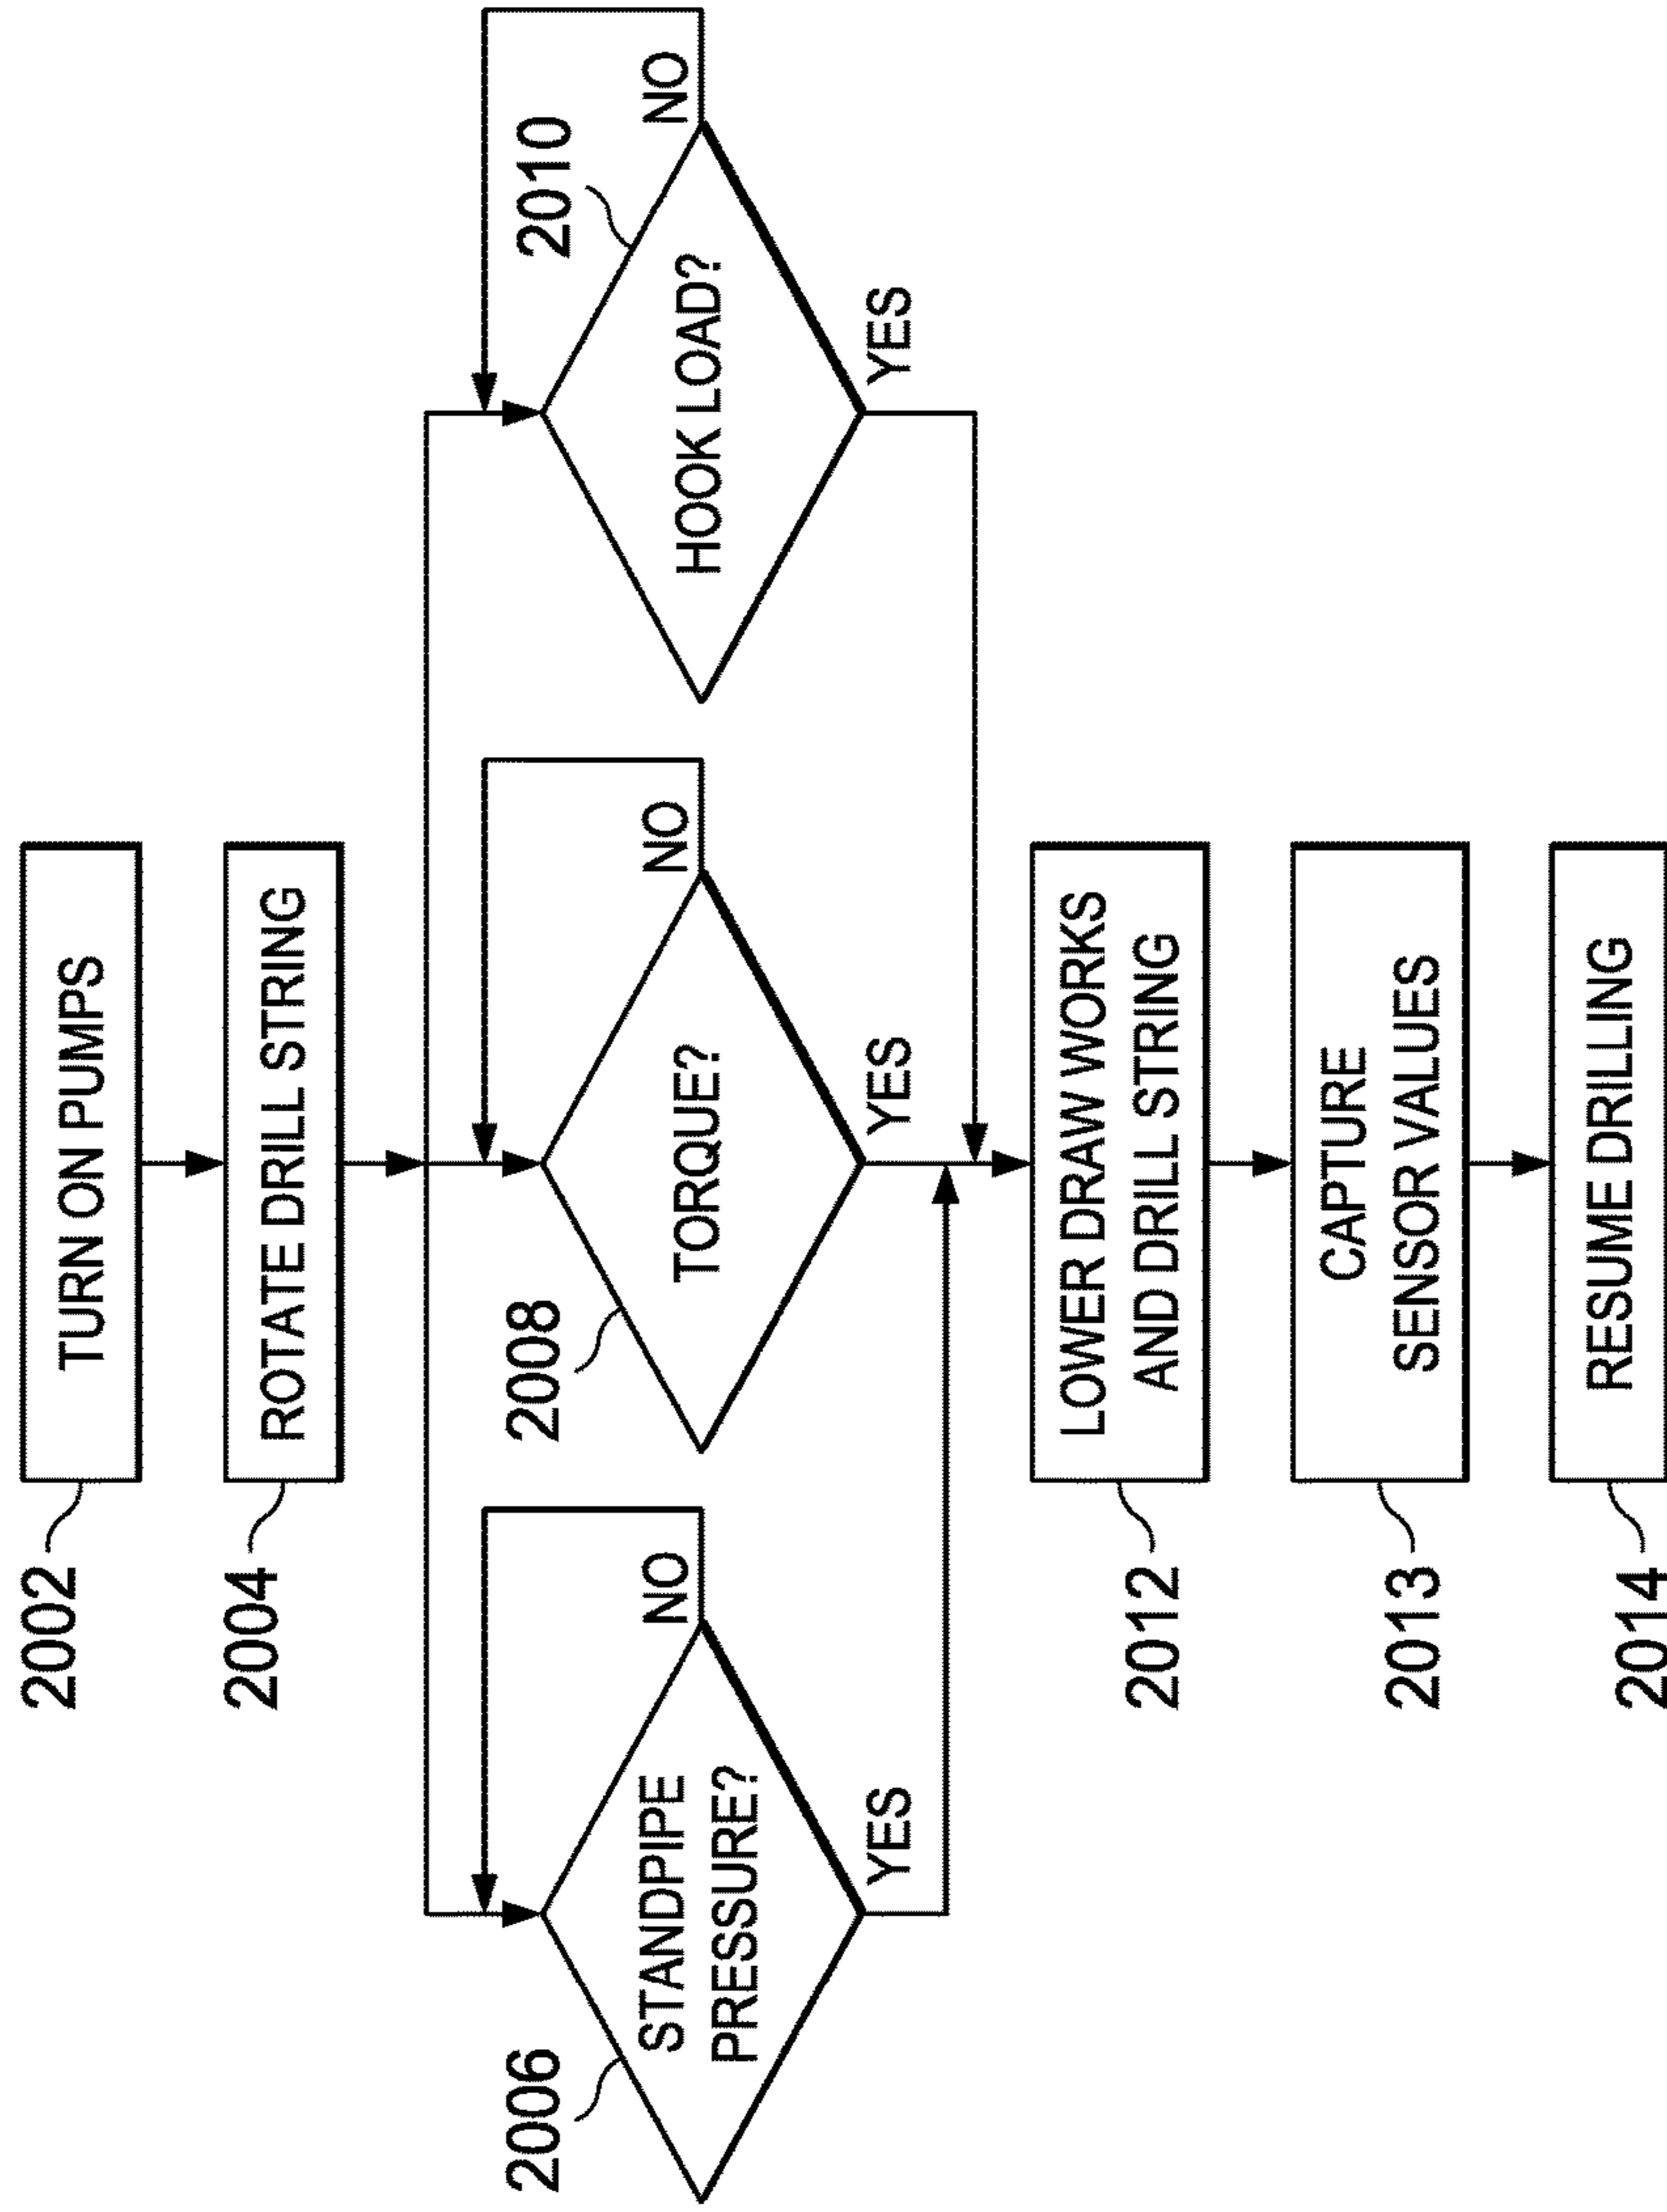 2002
TURN ON PUMPS
2004
ROTATE DRILL STRING
2006
STANDPIPE
PRESSURE?
NO
YES
2008
TORQUE?
NO
YES
2010
HOOK LOAD?
NO
YES
2012
LOWER DRAW WORKS
AND DRILL STRING
2013
CAPTURE
SENSOR VALUES
2014
RESUME DRILLING